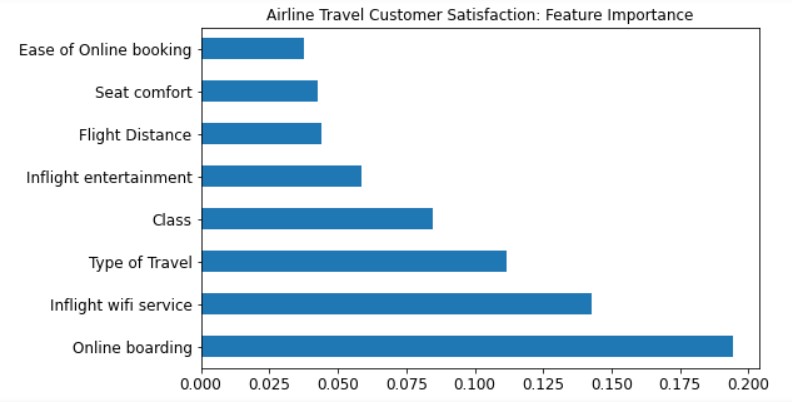 Airline Travel Customer Satisfaction: Feature Importance
Ease of Online booking
Seat comfort
Flight Distance
Inflight entertainment
Class
Type of Travel
Inflight wifi service
Online boarding
0.000 0.025 0.050 0.075 0.100 0.125 0.150 0.175 0.200